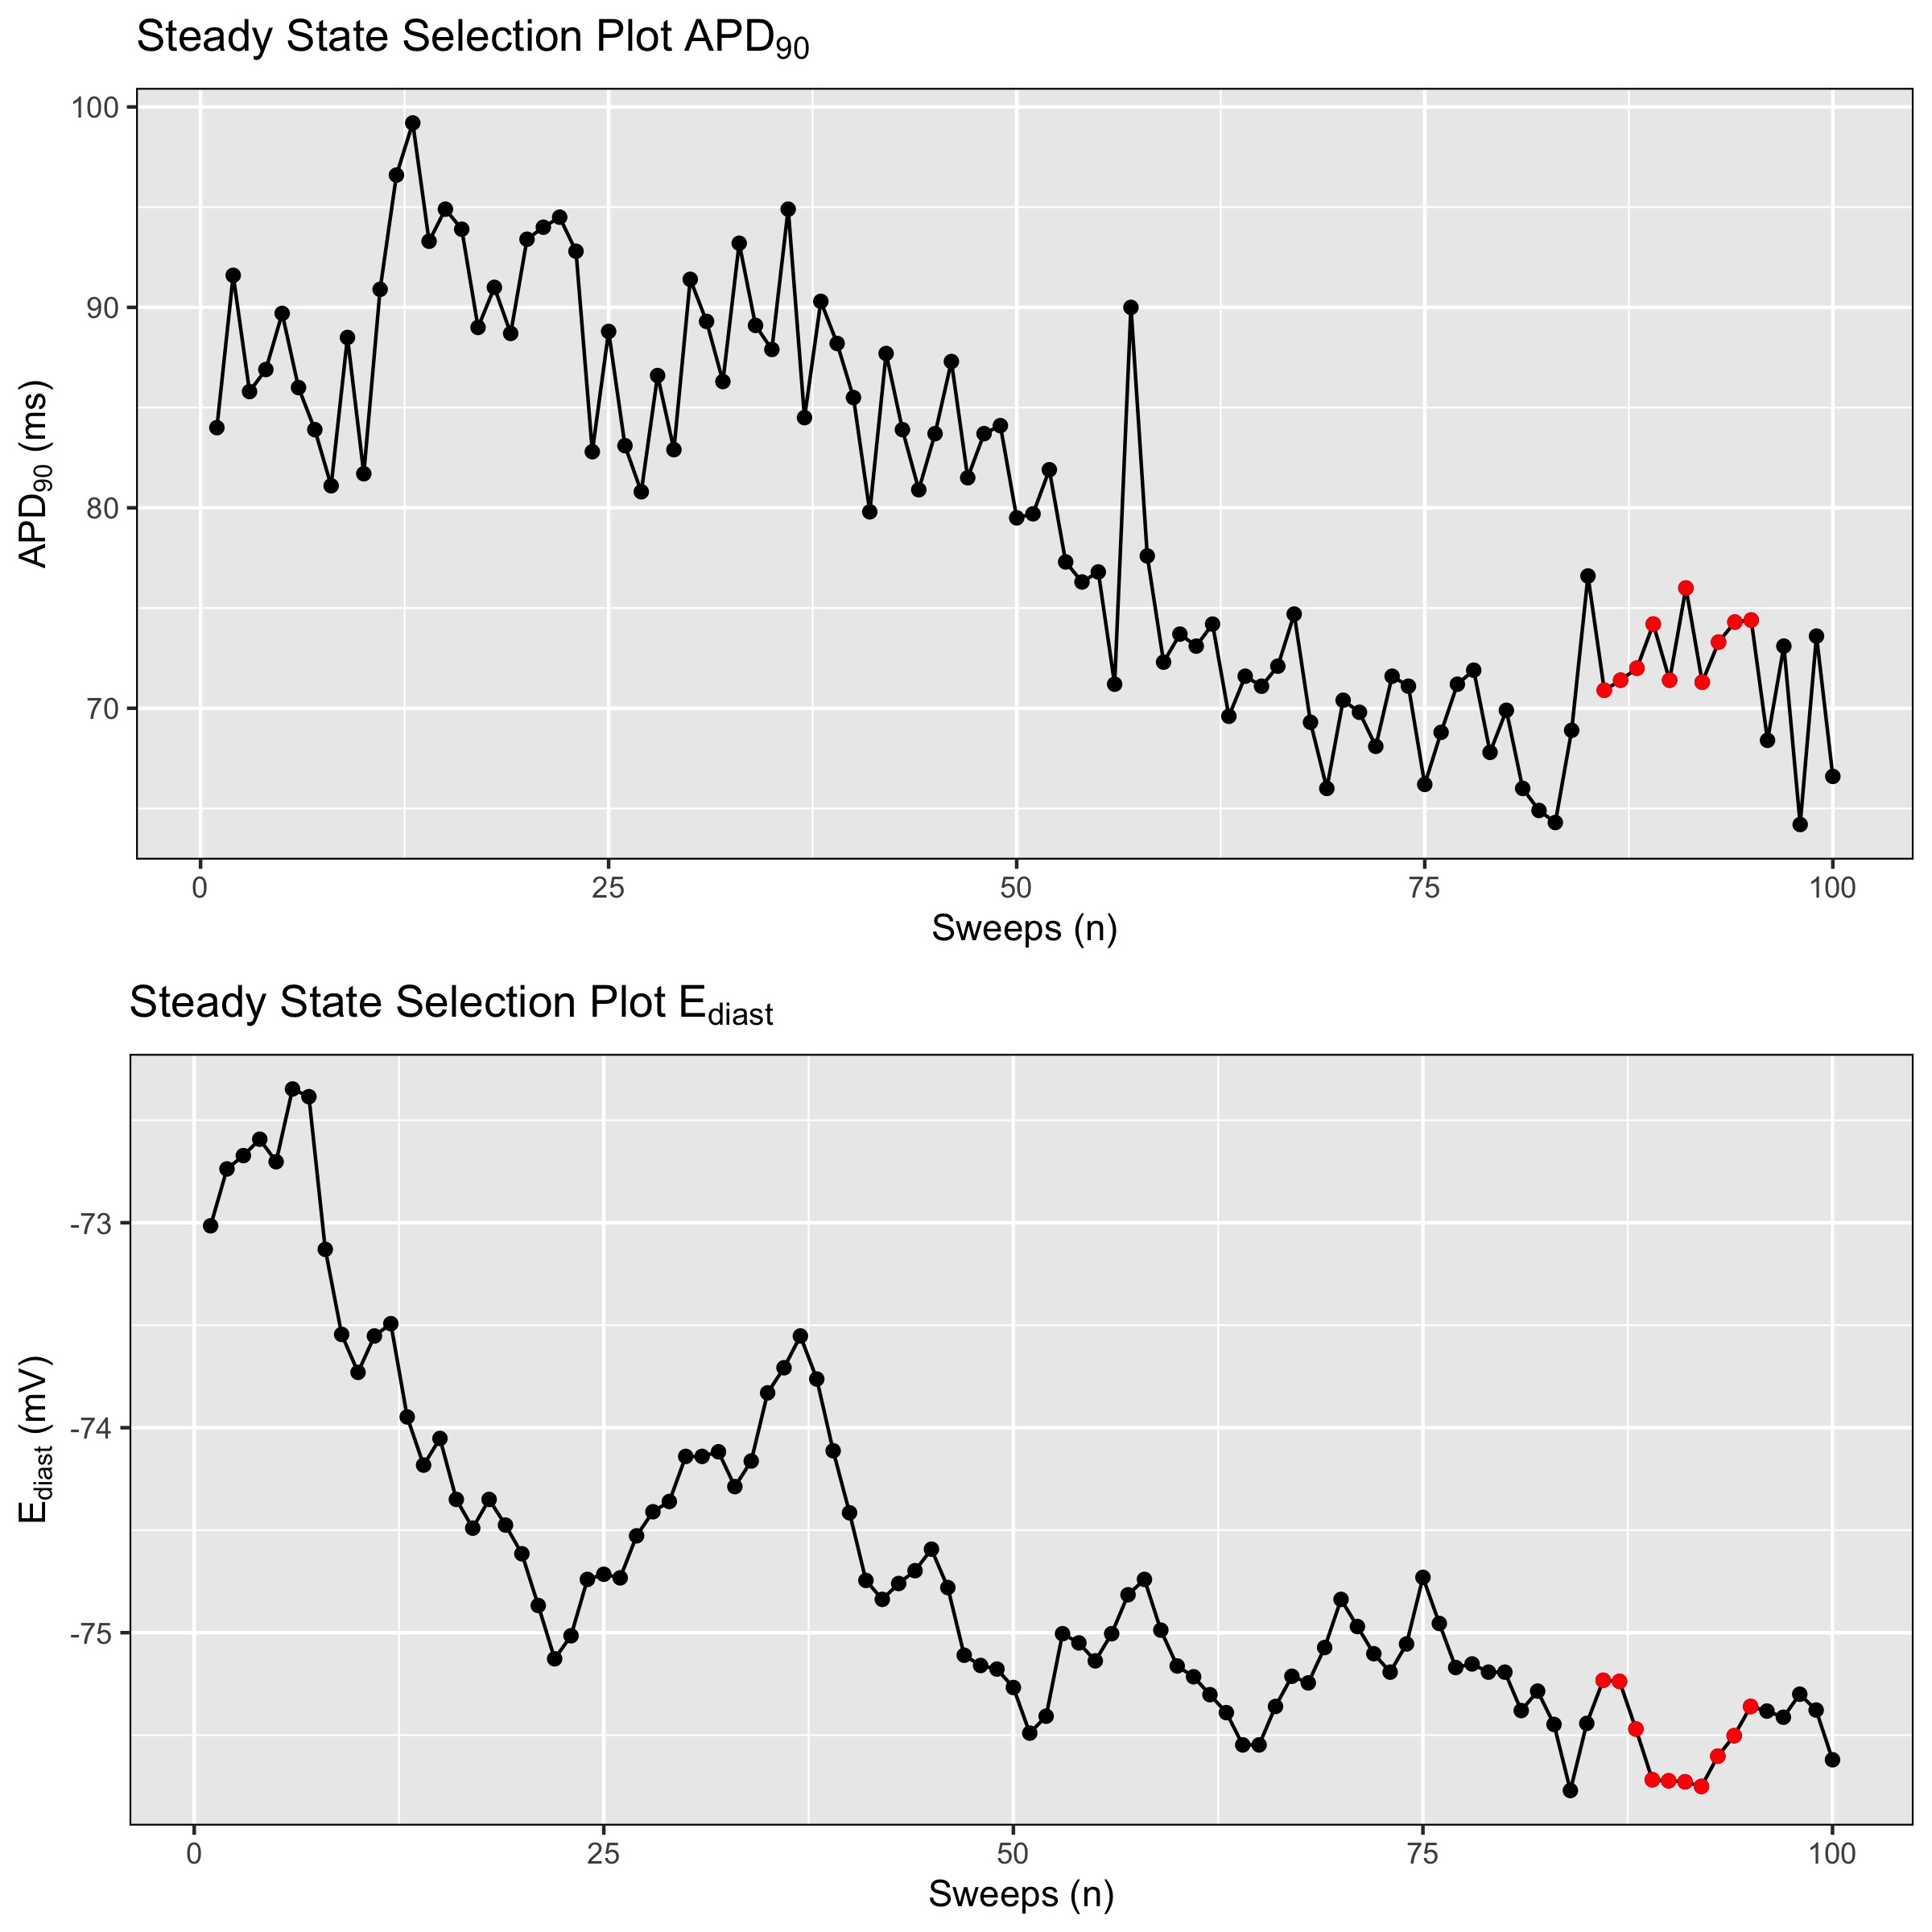 Steady State Selection Plot APD90
100
90
80
70
APD90 (ms)
0 25 50 75 100
Sweeps (n)
Steady State Selection Plot Ediast
-73
-74
-75
Ediast (mV)
0 25 50 75 100
Sweeps (n)